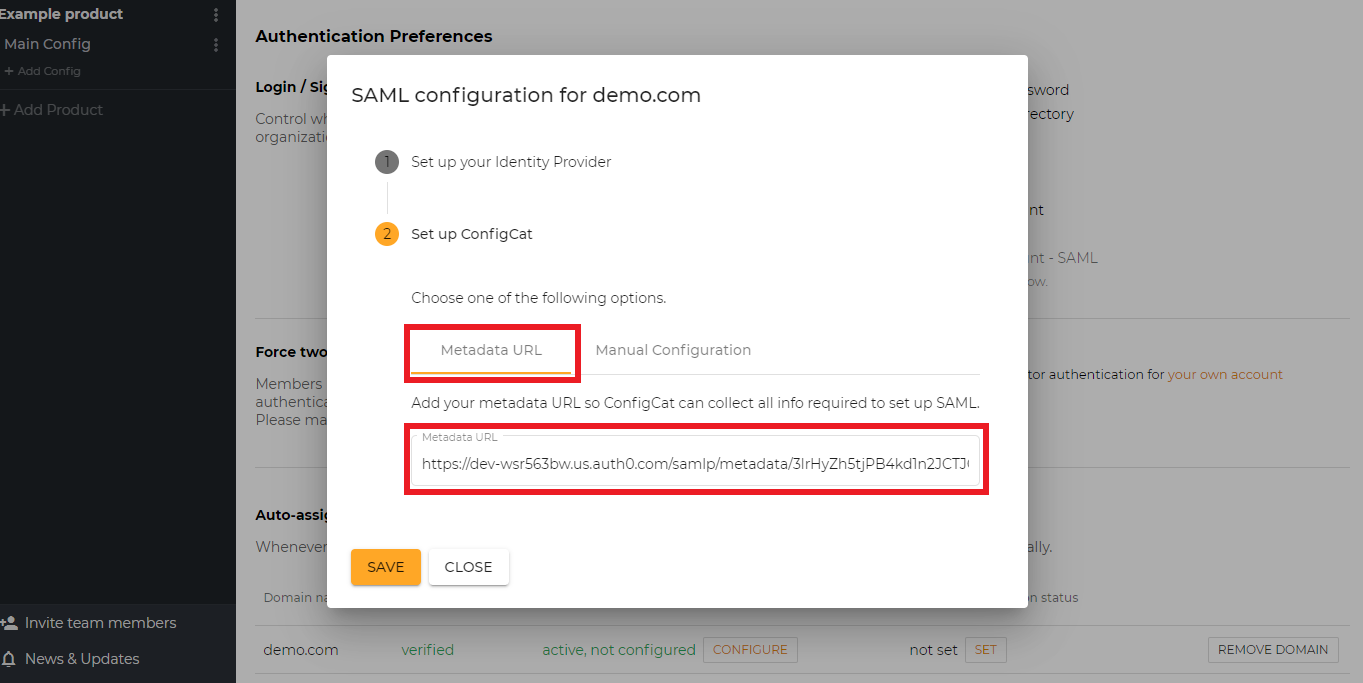 Example product
Main Config
+ Add Config
+ Add Product
Invite team members
News & Updates
Authentication Preferences
Login / Sig
Control wh
organizati
sword
rectory
nt
nt - SAML
ow.
SAML configuration for demo.com
1 Set up your Identity Provider
2 Set up ConfigCat
Choose one of the following options.
Metadata URL Manual Configuration
Add your metadata URL so ConfigCat can collect all info required to set up SAML.
Metadata URL
https://dev-wsr563bw.us.auth0.com/samlp/metadata/3IrHyZh5tjPB4kd1n2JCTJ
SAVE CLOSE
Force two
Members
authentica
Please ma
tor authentication for your own account
Auto-assig
Whenever
ally.
Domain na
n status
demo.com verified active, not configured CONFIGURE not set SET REMOVE DOMAIN